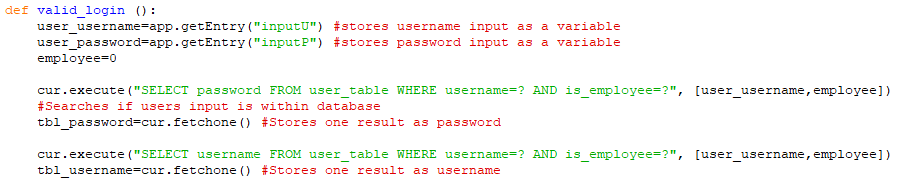 def valid_login ():
    user_username=app.getEntry("inputU") #stores username input as a variable
    user_password=app.getEntry("inputP") #stores password input as a variable
    employee=0
    cur.execute("SELECT password FROM user_table WHERE username=? AND is_employee=?", [user_username,employee])
    #Searches if users input is within database
    tbl_password=cur.fetchone() #Stores one result as password
    cur.execute("SELECT username FROM user_table WHERE username=? AND is_employee=?", [user_username,employee])
    tbl_username=cur.fetchone() #Stores one result as username